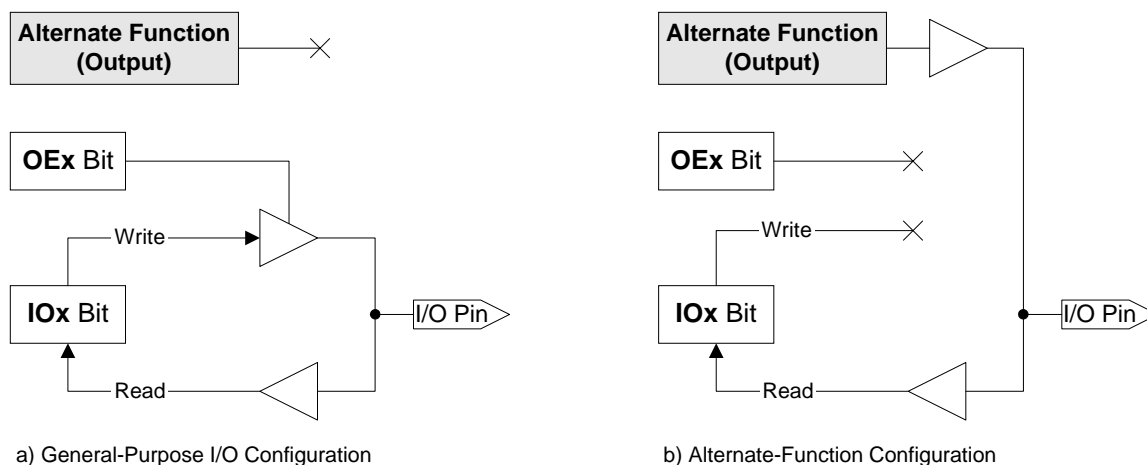 Alternate Function
(Output)
OEx Bit
Write
IOx Bit
I/O Pin
Read
a) General-Purpose I/O Configuration
Alternate Function
(Output)
OEx Bit
Write
IOx Bit
I/O Pin
Read
b) Alternate-Function Configuration